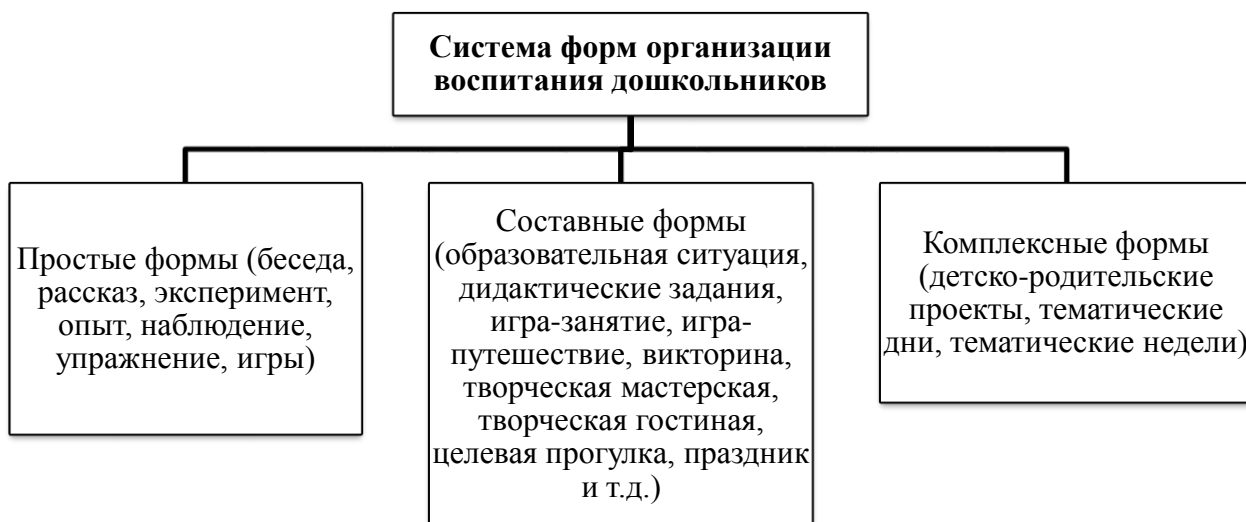 Система форм организации
воспитания дошкольников
Простые формы (беседа,
рассказ, эксперимент,
опыт, наблюдение,
упражнение, игры)
Составные формы
(образовательная ситуация,
дидактические задания,
игра-занятие, игра-
путешествие, викторина,
творческая мастерская,
творческая гостиная,
целевая прогулка, праздник
и т.д.)
Комплексные формы
(детско-родительские
проекты, тематические
дни, тематические недели)